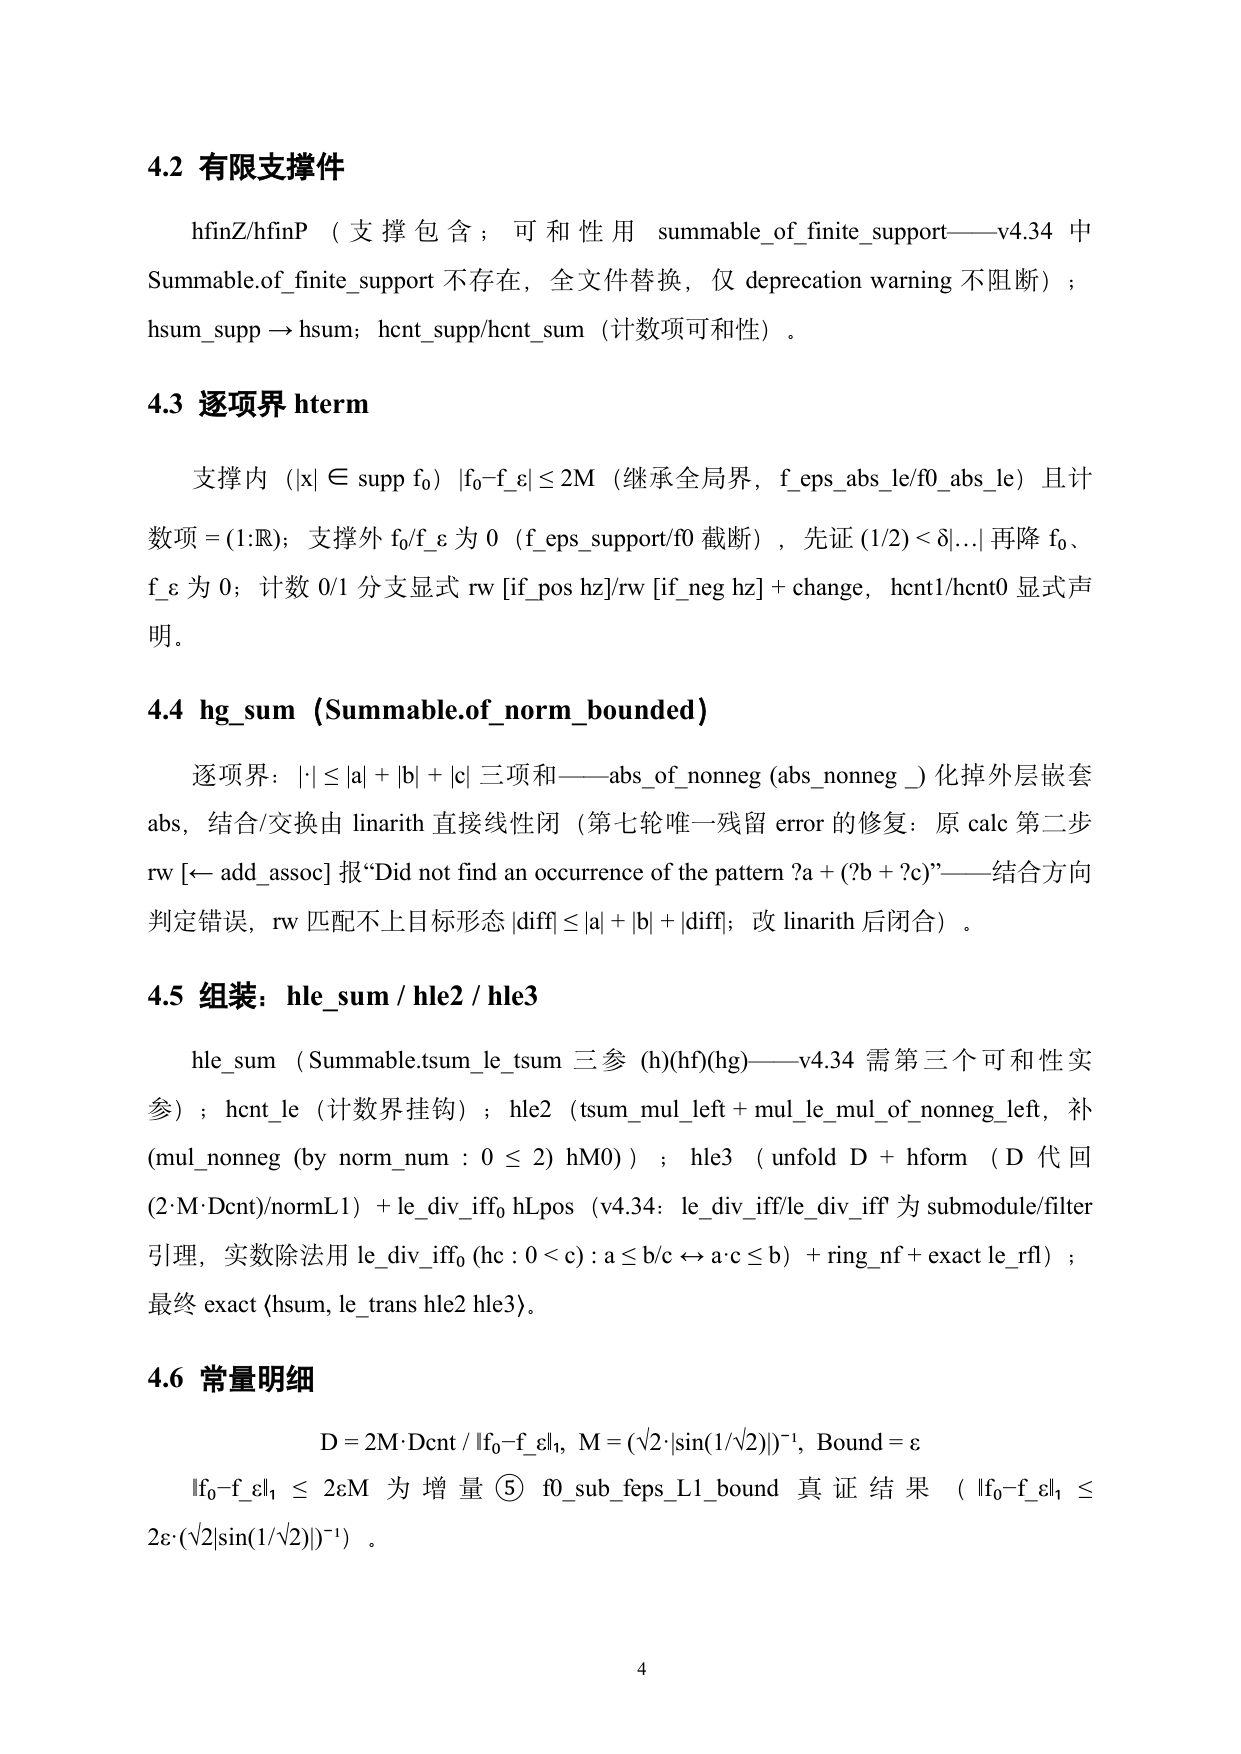 4.2 有限支撑件
hfinZ/hfinP（支撑包含；可和性用 summable_of_finite_support——v4.34 中
Summable.of_finite_support 不存在，全文件替换，仅 deprecation warning 不阻断）；
hsum_supp → hsum；hcnt_supp/hcnt_sum（计数项可和性）。
4.3 逐项界 hterm
支撑内（|x| ∈ supp f₀）|f₀−f_ε| ≤ 2M（继承全局界，f_eps_abs_le/f0_abs_le）且计
数项 = (1:ℝ)；支撑外 f₀/f_ε 为 0（f_eps_support/f0 截断），先证 (1/2) < δ|…| 再降 f₀、
f_ε 为 0；计数 0/1 分支显式 rw [if_pos hz]/rw [if_neg hz] + change，hcnt1/hcnt0 显式声
明。
4.4 hg_sum（Summable.of_norm_bounded）
逐项界：|·| ≤ |a| + |b| + |c| 三项和——abs_of_nonneg (abs_nonneg _) 化掉外层嵌套
abs，结合/交换由 linarith 直接线性闭（第七轮唯一残留 error 的修复：原 calc 第二步
rw [← add_assoc] 报“Did not find an occurrence of the pattern ?a + (?b + ?c)”——结合方向
判定错误，rw 匹配不上目标形态 |diff| ≤ |a| + |b| + |diff|；改 linarith 后闭合）。
4.5 组装：hle_sum / hle2 / hle3
hle_sum（Summable.tsum_le_tsum 三参 (h)(hf)(hg)——v4.34 需第三个可和性实
参）；hcnt_le（计数界挂钩）；hle2（tsum_mul_left + mul_le_mul_of_nonneg_left，补
(mul_nonneg (by norm_num : 0 ≤ 2) hM0)）；hle3（unfold D + hform（D 代回
(2·M·Dcnt)/normL1）+ le_div_iff₀ hLpos（v4.34：le_div_iff/le_div_iff' 为 submodule/filter
引理，实数除法用 le_div_iff₀ (hc : 0 < c) : a ≤ b/c ↔ a·c ≤ b）+ ring_nf + exact le_rfl）；
最终 exact ⟨hsum, le_trans hle2 hle3⟩。
4.6 常量明细
D = 2M·Dcnt / ‖f₀−f_ε‖₁, M = (√2·|sin(1/√2)|)⁻¹, Bound = ε
‖f₀−f_ε‖₁ ≤ 2εM 为增量⑤ f0_sub_feps_L1_bound 真证结果（‖f₀−f_ε‖₁ ≤
2ε·(√2|sin(1/√2)|)⁻¹）。
4